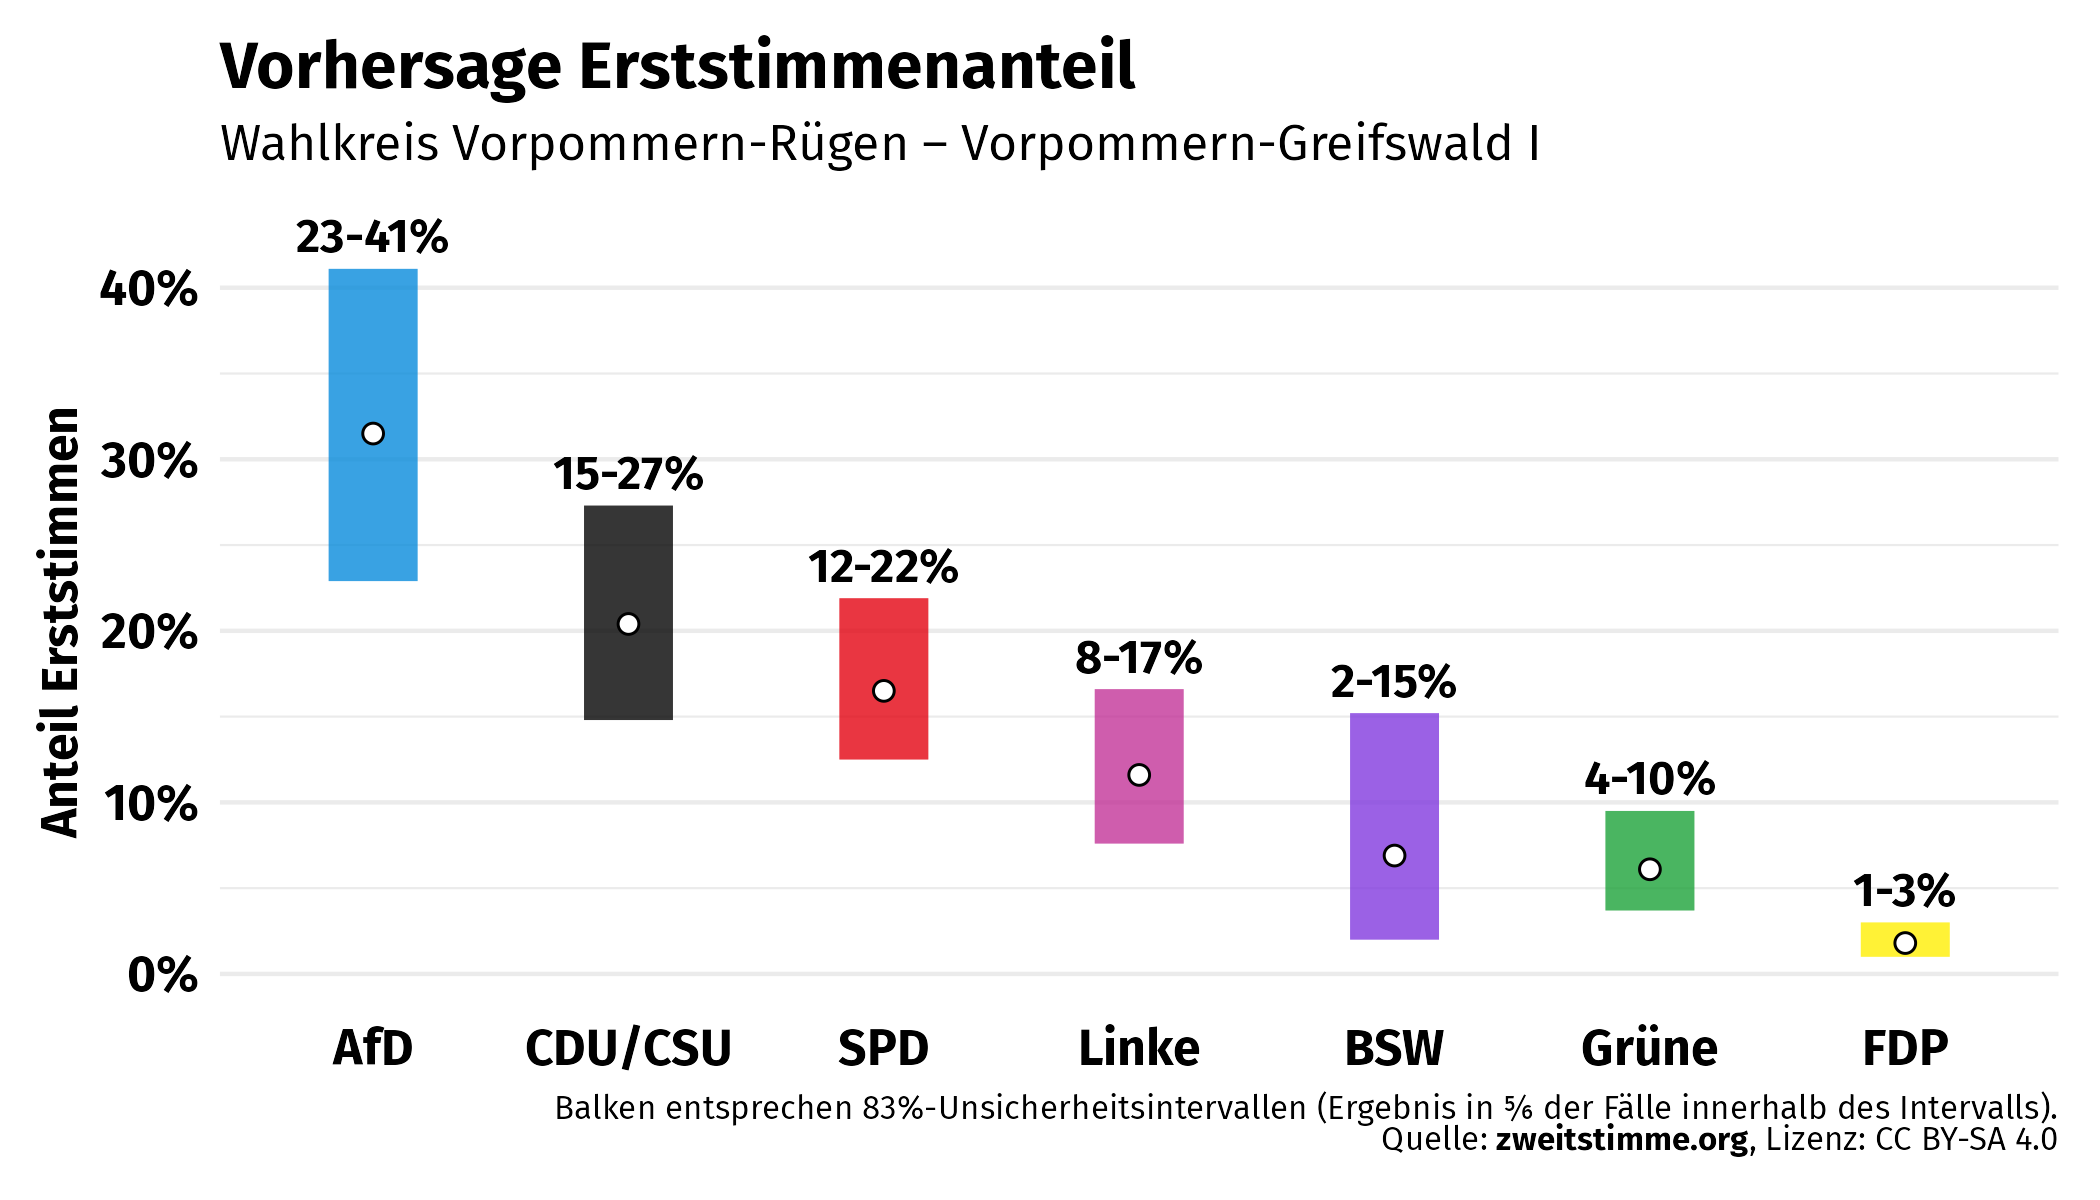 Vorhersage Erststimmenanteil
Wahlkreis Vorpommern-Rügen – Vorpommern-Greifswald I
23-41%
40%
30%
15-27%
12-22%
20%
8-17%
2-15%
10%
4-10%
1-3%
0%
Anteil Erststimmen
AfD CDU/CSU SPD Linke BSW Grüne FDP
Balken entsprechen 83%-Unsicherheitsintervallen (Ergebnis in ⅚ der Fälle innerhalb des Intervalls).
Quelle: zweitstimme.org, Lizenz: CC BY-SA 4.0